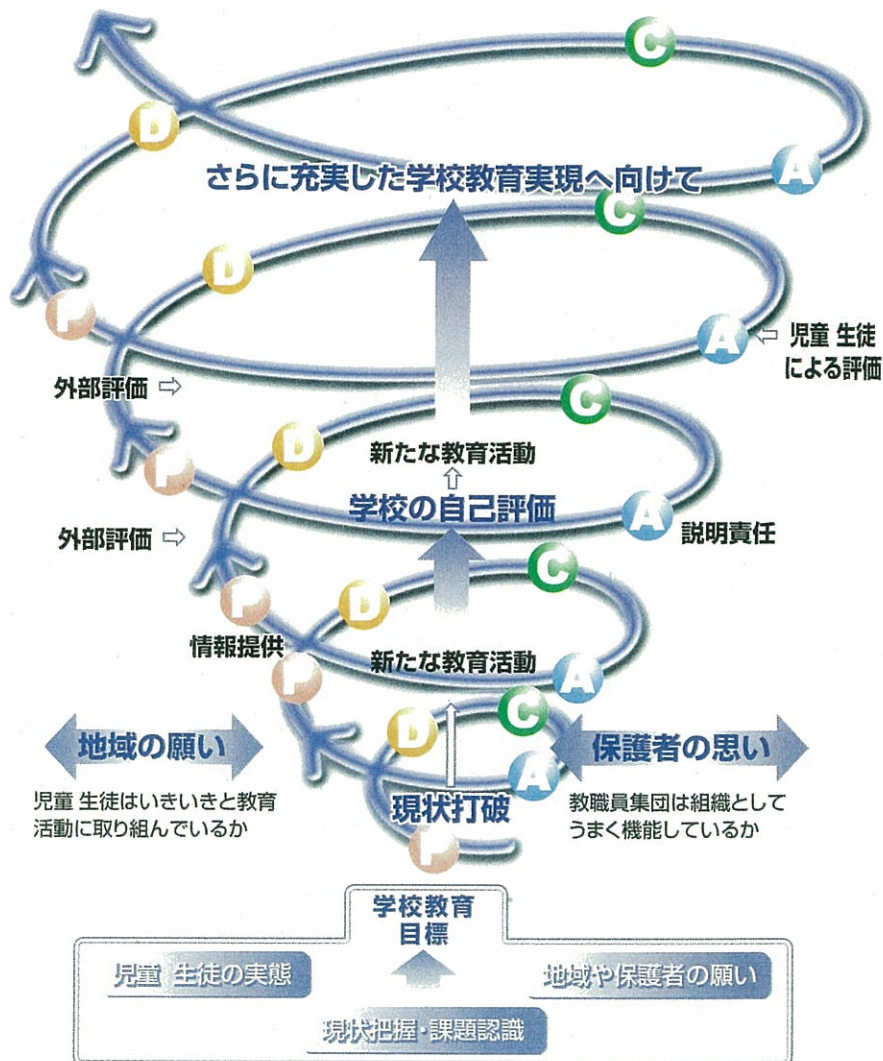 C
D
A
さらに充実した学校教育実現へ向けて
C
D
P
A
⇦ 児童 生徒
による評価
外部評価 ⇨
C
D
新たな教育活動
⇧
P
学校の自己評価
A
説明責任
外部評価 ⇨
C
D
P
情報提供
新たな教育活動
P
A
C
D
地域の願い
保護者の思い
A
児童 生徒はいきいきと教育
活動に取り組んでいるか
現状打破
教職員集団は組織として
うまく機能しているか
P
学校教育
目標
児童 生徒の実態
地域や保護者の願い
現状把握・課題認識